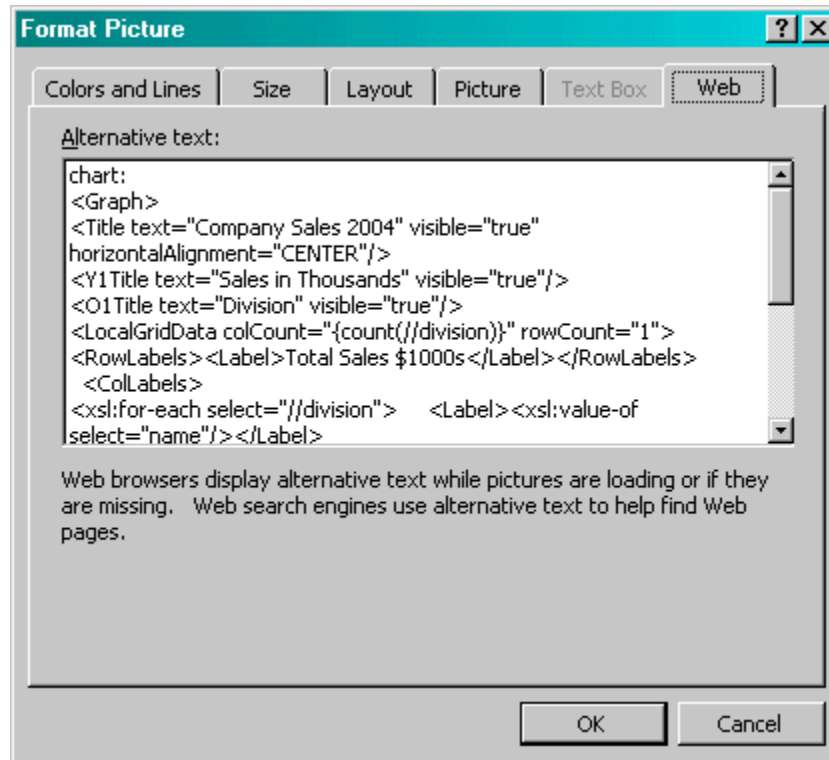 Format Picture
Colors and Lines Size Layout Picture Text Box Web
Alternative text:
chart:
<Graph>
<Title text="Company Sales 2004" visible="true"
horizontalAlignment="CENTER"/>
<Y1Title text="Sales in Thousands" visible="true"/>
<O1Title text="Division" visible="true"/>
<LocalGridData colCount="{count(//division)}" rowCount="1">
<RowLabels><Label>Total Sales $1000s</Label></RowLabels>
<ColLabels>
<xsl:for-each select="//division"> <Label><xsl:value-of
select="name"/></Label>
Web browsers display alternative text while pictures are loading or if they
are missing. Web search engines use alternative text to help find Web
pages.
OK Cancel